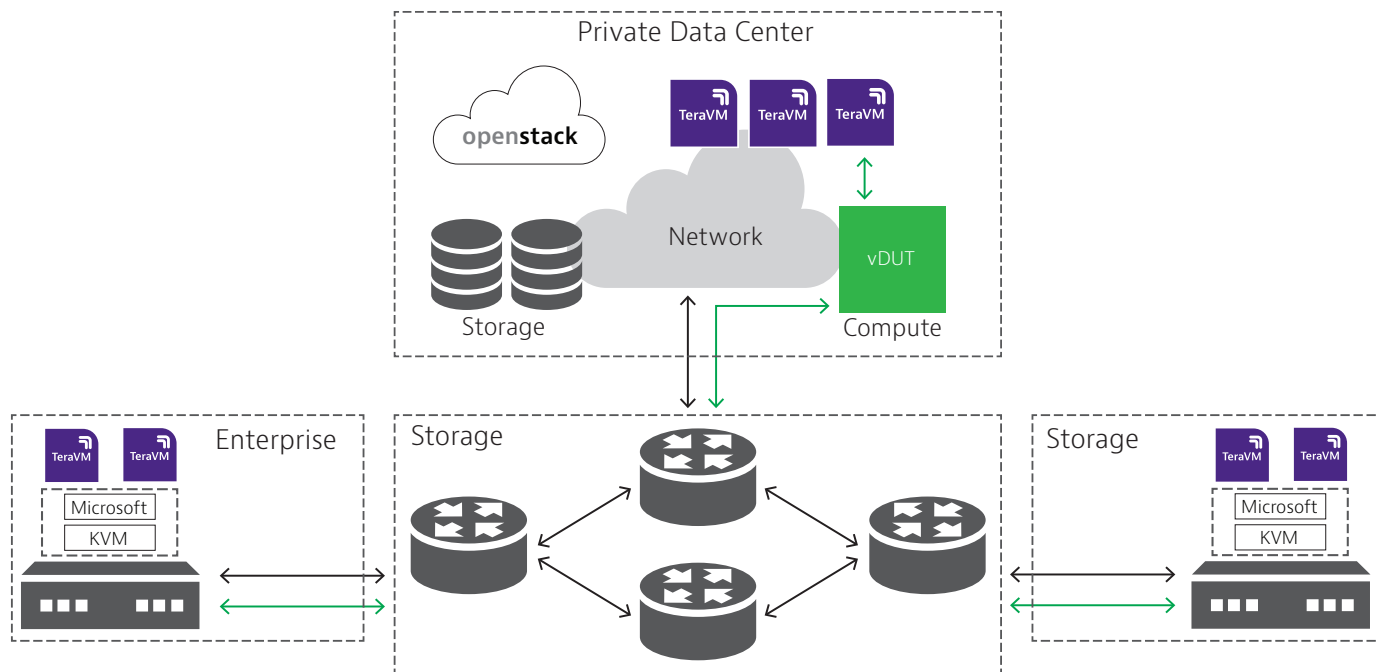 Private Data Center
openstack
TeraVM
TeraVM
TeraVM
Network
vDUT
Storage
Compute
Enterprise
TeraVM
TeraVM
Microsoft
KVM
Storage
Storage
TeraVM
TeraVM
Microsoft
KVM